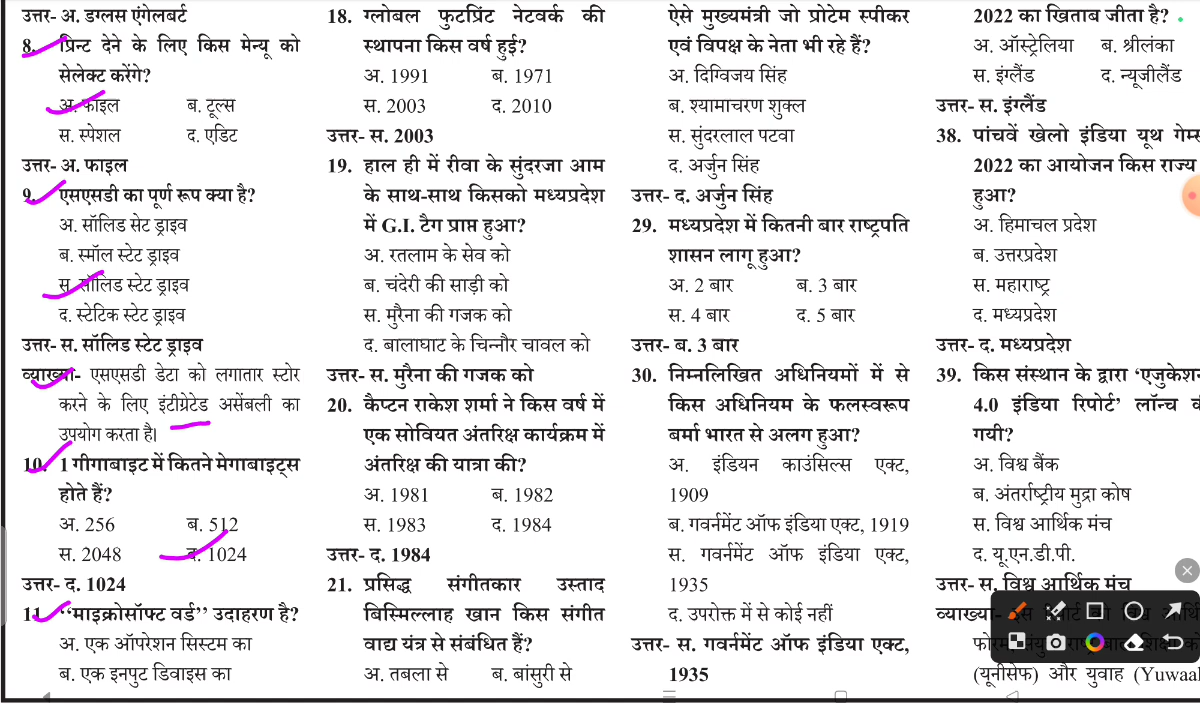 उत्तर- अ. डग्लस एंगेलबर्ट
8. प्रिन्ट देने के लिए किस मेन्यू को
सेलेक्ट करेंगे?
अ. फाइल ब. टूल्स
स. स्पेशल द. एडिट
उत्तर- अ. फाइल
9. एसएसडी का पूर्ण रूप क्या है?
अ. सॉलिड सेट ड्राइव
ब. स्मॉल स्टेट ड्राइव
स. सॉलिड स्टेट ड्राइव
द. स्टेटिक स्टेट ड्राइव
उत्तर- स. सॉलिड स्टेट ड्राइव
व्याख्या- एसएसडी डेटा को लगातार स्टोर
करने के लिए इंटीग्रेटेड असेंबली का
उपयोग करता है।
10. 1 गीगाबाइट में कितने मेगाबाइट्स
होते हैं?
अ. 256 ब. 512
स. 2048 द. 1024
उत्तर- द. 1024
11. ‘‘माइक्रोसॉफ्ट वर्ड’’ उदाहरण है?
अ. एक ऑपरेशन सिस्टम का
ब. एक इनपुट डिवाइस का
18. ग्लोबल फुटप्रिंट नेटवर्क की
स्थापना किस वर्ष हुई?
अ. 1991 ब. 1971
स. 2003 द. 2010
उत्तर- स. 2003
19. हाल ही में रीवा के सुंदरजा आम
के साथ-साथ किसको मध्यप्रदेश
में G.I. टैग प्राप्त हुआ?
अ. रतलाम के सेव को
ब. चंदेरी की साड़ी को
स. मुरैना की गजक को
द. बालाघाट के चिन्नौर चावल को
उत्तर- स. मुरैना की गजक को
20. कैप्टन राकेश शर्मा ने किस वर्ष में
एक सोवियत अंतरिक्ष कार्यक्रम में
अंतरिक्ष की यात्रा की?
अ. 1981 ब. 1982
स. 1983 द. 1984
उत्तर- द. 1984
21. प्रसिद्ध संगीतकार उस्ताद
बिस्मिल्लाह खान किस संगीत
वाद्य यंत्र से संबंधित हैं?
अ. तबला से ब. बांसुरी से
ऐसे मुख्यमंत्री जो प्रोटेम स्पीकर
एवं विपक्ष के नेता भी रहे हैं?
अ. दिग्विजय सिंह
ब. श्यामाचरण शुक्ल
स. सुंदरलाल पटवा
द. अर्जुन सिंह
उत्तर- द. अर्जुन सिंह
29. मध्यप्रदेश में कितनी बार राष्ट्रपति
शासन लागू हुआ?
अ. 2 बार ब. 3 बार
स. 4 बार द. 5 बार
उत्तर- ब. 3 बार
30. निम्नलिखित अधिनियमों में से
किस अधिनियम के फलस्वरूप
बर्मा भारत से अलग हुआ?
अ. इंडियन काउंसिल्स एक्ट,
1909
ब. गवर्नमेंट ऑफ इंडिया एक्ट, 1919
स. गवर्नमेंट ऑफ इंडिया एक्ट,
1935
द. उपरोक्त में से कोई नहीं
उत्तर- स. गवर्नमेंट ऑफ इंडिया एक्ट,
1935
2022 का खिताब जीता है?
अ. ऑस्ट्रेलिया ब. श्रीलंका
स. इंग्लैंड द. न्यूजीलैंड
उत्तर- स. इंग्लैंड
38. पांचवें खेलो इंडिया यूथ गेम्स
2022 का आयोजन किस राज्य
हुआ?
अ. हिमाचल प्रदेश
ब. उत्तरप्रदेश
स. महाराष्ट्र
द. मध्यप्रदेश
उत्तर- द. मध्यप्रदेश
39. किस संस्थान के द्वारा ‘एजुकेशन
4.0 इंडिया रिपोर्ट’ लॉन्च
गयी?
अ. विश्व बैंक
ब. अंतर्राष्ट्रीय मुद्रा कोष
स. विश्व आर्थिक मंच
द. यू.एन.डी.पी.
उत्तर- स. विश्व आर्थिक मंच
व्याख्या-
(यूनीसेफ) और युवाह (Yuwaah